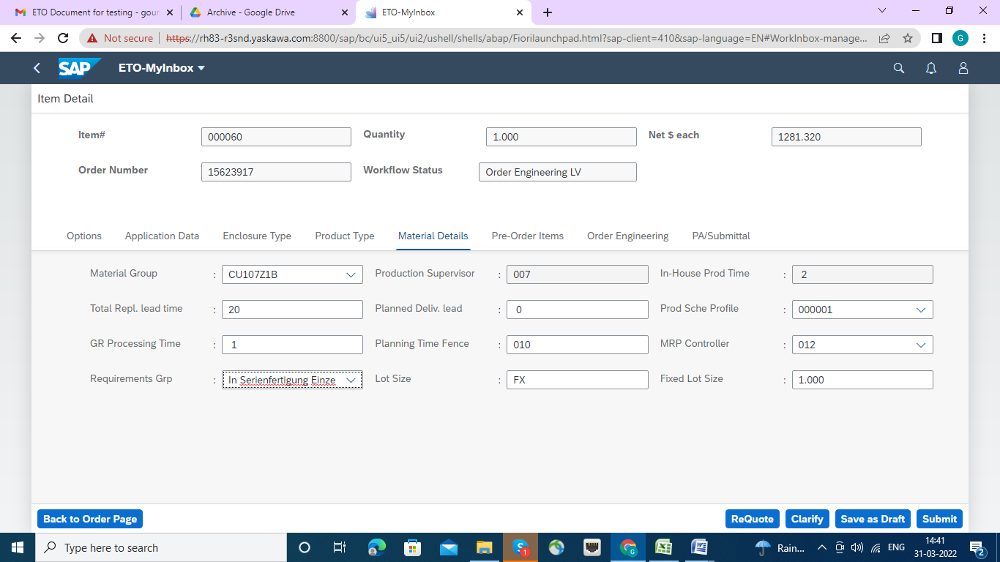 ETO Document for testing - gour
Archive - Google Drive
ETO-MyInbox
Not secure
https://rh83-r3snd.yaskawa.com:8800/sap/bc/ui5_ui5/ui2/ushell/shells/abap/Fiorilaunchpad.html?sap-client=410&sap-language=EN#WorkInbox-manage...
G
SAP
ETO-MyInbox
Item Detail
Item# 000060 Quantity 1.000 Net $ each 1281.320
Order Number 15623917 Workflow Status Order Engineering LV
Options Application Data Enclosure Type Product Type Material Details Pre-Order Items Order Engineering PA/Submittal
Material Group : CU107Z1B Production Supervisor : 007 In-House Prod Time : 2
Total Repl. lead time : 20 Planned Deliv. lead : 0 Prod Sche Profile : 000001
GR Processing Time : 1 Planning Time Fence : 010 MRP Controller : 012
Requirements Grp : In Serienfertigung Einze Lot Size : FX Fixed Lot Size : 1.000
Back to Order Page ReQuote Clarify Save as Draft Submit
Type here to search
1
G
Rain...
ENG
14:41
31-03-2022
2